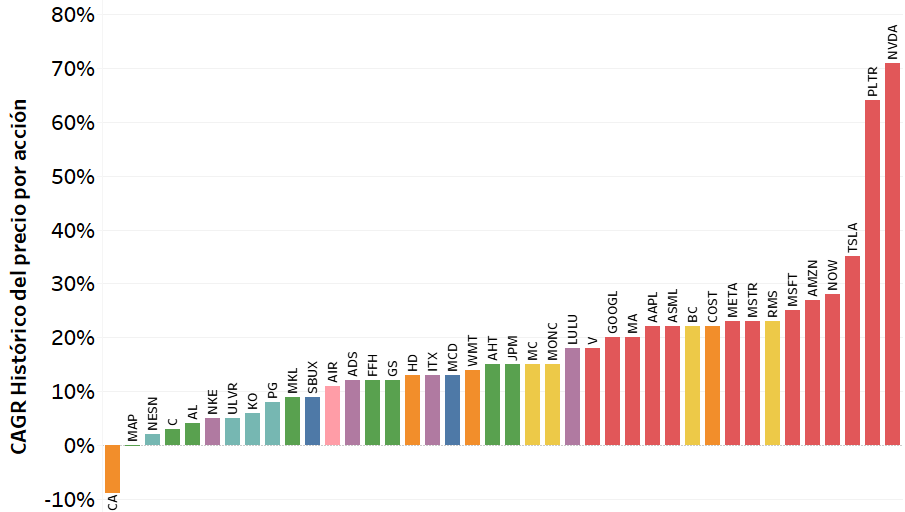 CAGR Histórico del precio por acción
80%
70%
60%
50%
40%
30%
20%
10%
0%
-10%
CA
MAP
NESN
C
AL
NKE
ULVR
KO
PG
MKL
SBUX
AIR
ADS
FFH
GS
HD
ITX
MCD
WMT
AHT
JPM
MC
MONC
LULU
V
GOOGL
MA
AAPL
ASML
BC
COST
META
MSTR
RMS
MSFT
AMZN
NOW
TSLA
PLTR
NVDA